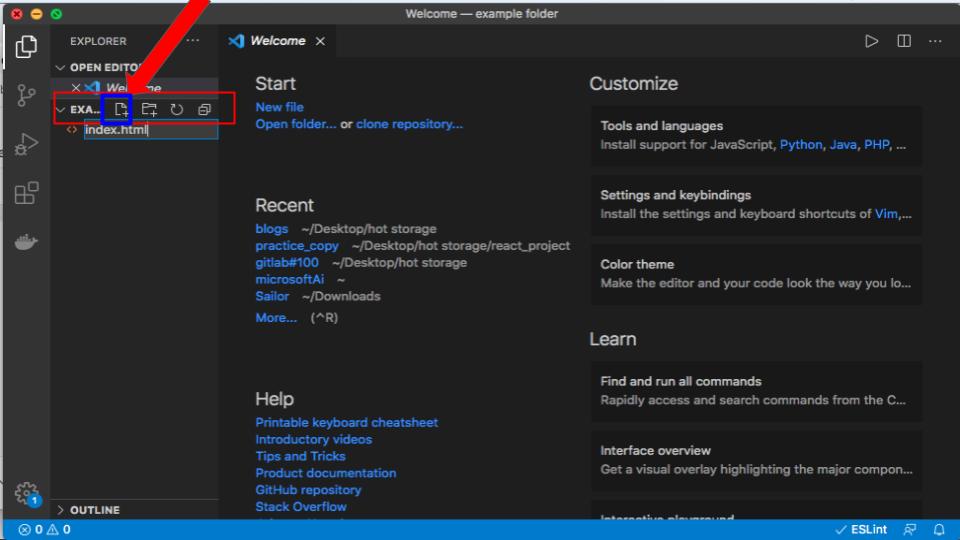 Welcome — example folder
EXPLORER
Welcome
OPEN EDITO
Welcome
EXA...
index.html
OUTLINE
Start
New file
Open folder... or clone repository...
Recent
blogs ~/Desktop/hot storage
practice_copy ~/Desktop/hot storage/react_project
gitlab#100 ~/Desktop/hot storage
microsoftAi ~
Sailor ~/Downloads
More... (^R)
Help
Printable keyboard cheatsheet
Introductory videos
Tips and Tricks
Product documentation
GitHub repository
Stack Overflow
Customize
Tools and languages
Install support for JavaScript, Python, Java, PHP, ...
Settings and keybindings
Install the settings and keyboard shortcuts of Vim,...
Color theme
Make the editor and your code look the way you lo...
Learn
Find and run all commands
Rapidly access and search commands from the C...
Interface overview
Get a visual overlay highlighting the major compon...
Interactive playground
1
0 0
ESLint